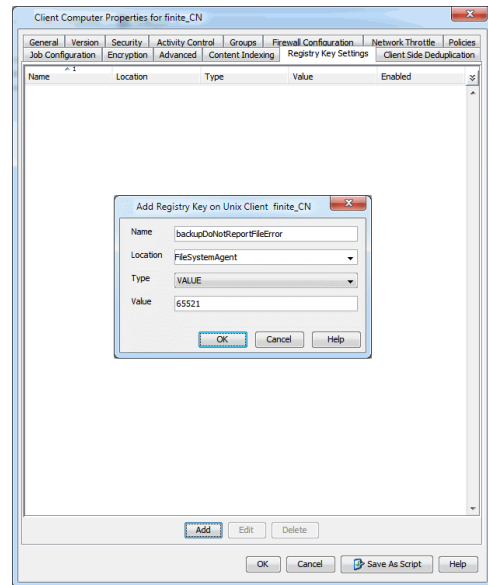 Client Computer Properties for finite_CN
General Version Security Activity Control Groups Firewall Configuration Network Throttle Policies
Job Configuration Encryption Advanced Content Indexing Registry Key Settings Client Side Deduplication
Name 1 Location Type Value Enabled
Add Registry Key on Unix Client finite_CN
Name backupDoNotReportFileError
Location FileSystemAgent
Type VALUE
Value 65521
OK Cancel Help
Add Edit Delete
OK Cancel Save As Script Help